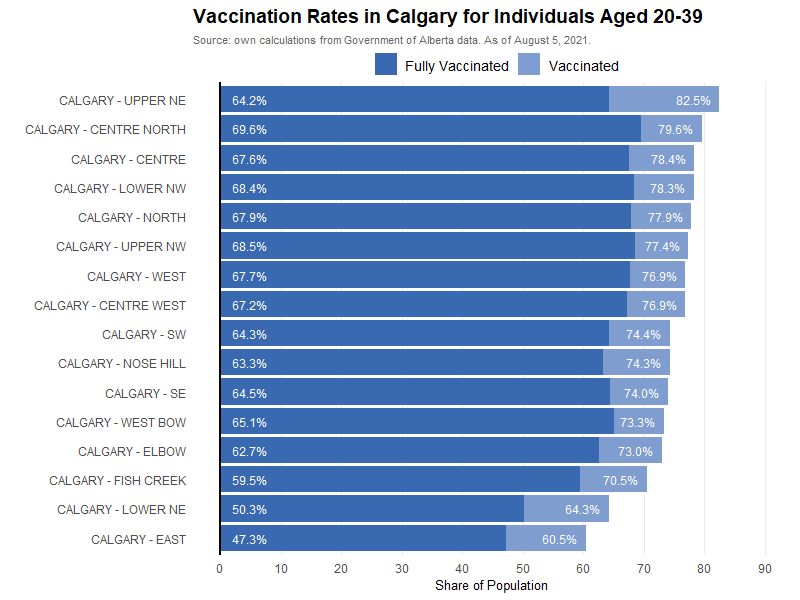 Vaccination Rates in Calgary for Individuals Aged 20-39
Source: own calculations from Government of Alberta data. As of August 5, 2021.
Fully Vaccinated Vaccinated
CALGARY - UPPER NE 64.2% 82.5%
CALGARY - CENTRE NORTH 69.6% 79.6%
CALGARY - CENTRE 67.6% 78.4%
CALGARY - LOWER NW 68.4% 78.3%
CALGARY - NORTH 67.9% 77.9%
CALGARY - UPPER NW 68.5% 77.4%
CALGARY - WEST 67.7% 76.9%
CALGARY - CENTRE WEST 67.2% 76.9%
CALGARY - SW 64.3% 74.4%
CALGARY - NOSE HILL 63.3% 74.3%
CALGARY - SE 64.5% 74.0%
CALGARY - WEST BOW 65.1% 73.3%
CALGARY - ELBOW 62.7% 73.0%
CALGARY - FISH CREEK 59.5% 70.5%
CALGARY - LOWER NE 50.3% 64.3%
CALGARY - EAST 47.3% 60.5%
0 10 20 30 40 50 60 70 80 90
Share of Population